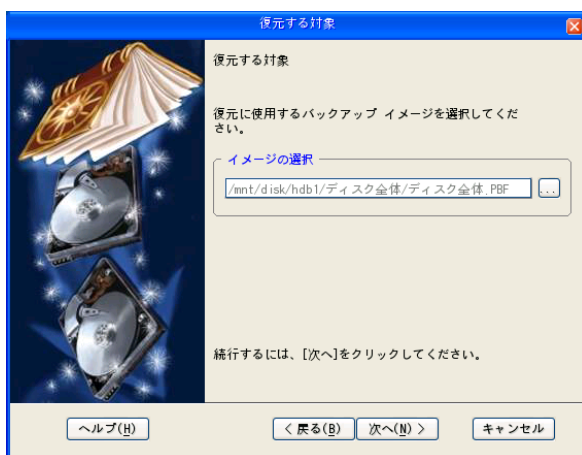 復元する対象
復元する対象
復元に使用するバックアップ イメージを選択してくだ
さい。
イメージの選択
/mnt/disk/hdb1/ディスク全体/ディスク全体.PBF
...
続行するには、[次へ]をクリックしてください。
ヘルプ(H) < 戻る(B) 次へ(N) > キャンセル